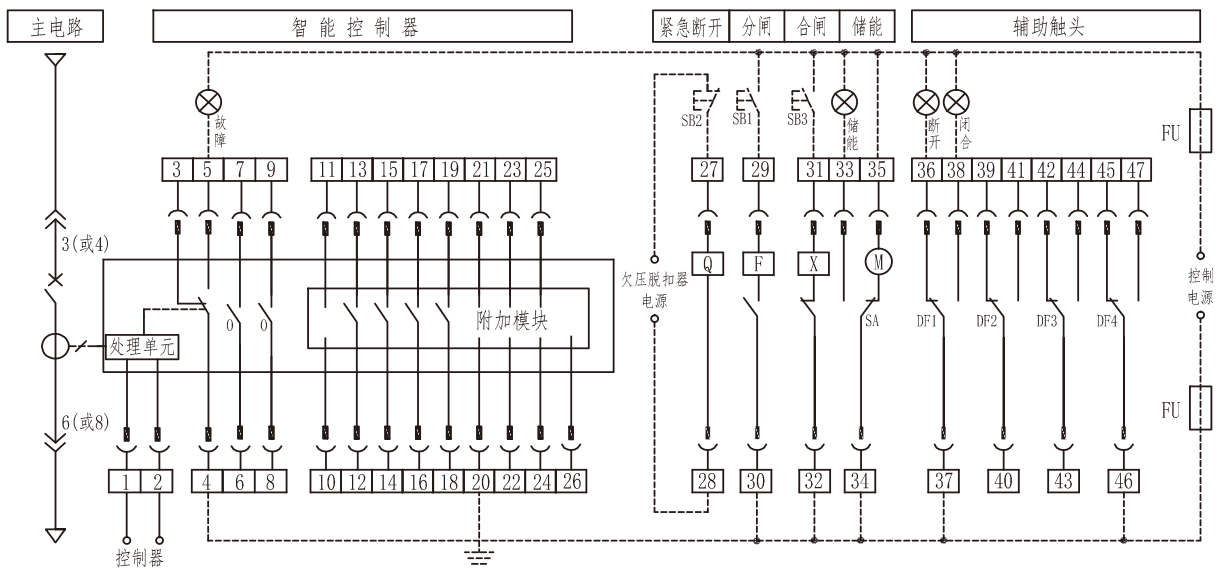 主电路
智能控制器
紧急断开 分闸 合闸 储能
辅助触头
故障
SB2 SB1 SB3
储能
断开
闭合
FU
3 5 7 9
11 13 15 17 19 21 23 25
27 29 31 33 35
36 38 39 41 42 44 45 47
3(或4)
Q F X M
欠压脱扣器
电源
控制
电源
附加模块
处理单元
0 0
SA DF1 DF2 DF3 DF4
6(或8)
FU
1 2 4 6 8
10 12 14 16 18 20 22 24 26
28 30 32 34
37 40 43 46
控制器